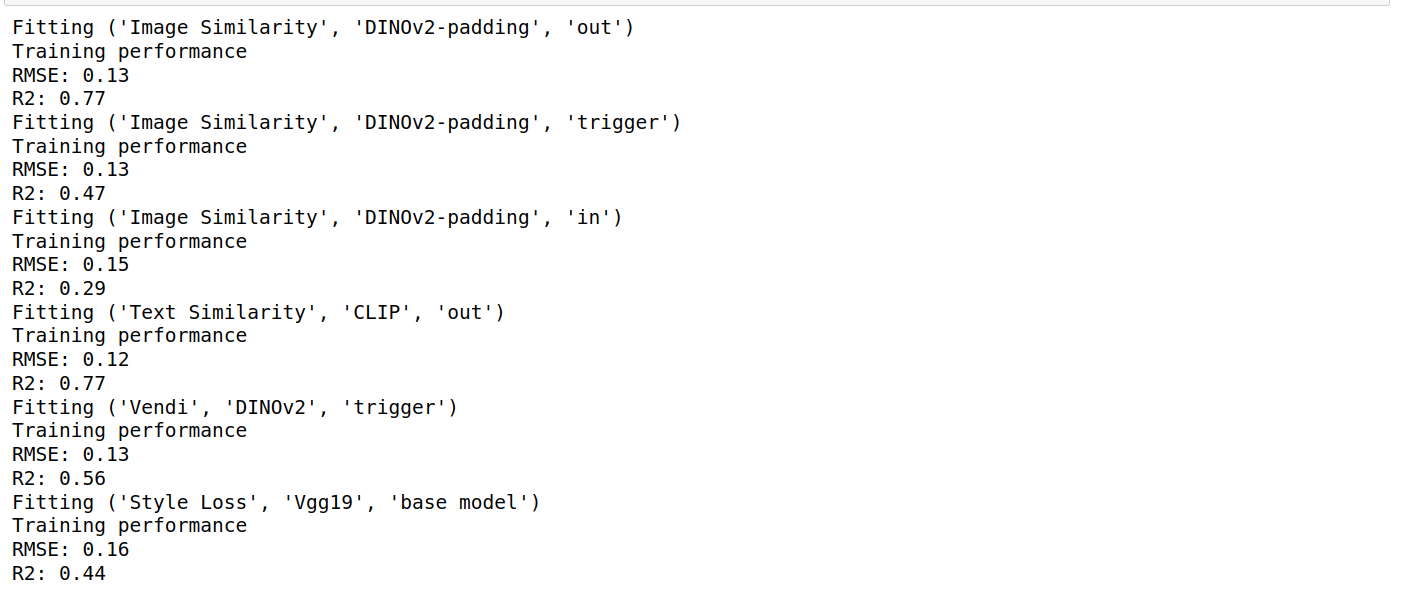 Fitting ('Image Similarity', 'DINOv2-padding', 'out')
Training performance
RMSE: 0.13
R2: 0.77
Fitting ('Image Similarity', 'DINOv2-padding', 'trigger')
Training performance
RMSE: 0.13
R2: 0.47
Fitting ('Image Similarity', 'DINOv2-padding', 'in')
Training performance
RMSE: 0.15
R2: 0.29
Fitting ('Text Similarity', 'CLIP', 'out')
Training performance
RMSE: 0.12
R2: 0.77
Fitting ('Vendi', 'DINOv2', 'trigger')
Training performance
RMSE: 0.13
R2: 0.56
Fitting ('Style Loss', 'Vgg19', 'base model')
Training performance
RMSE: 0.16
R2: 0.44